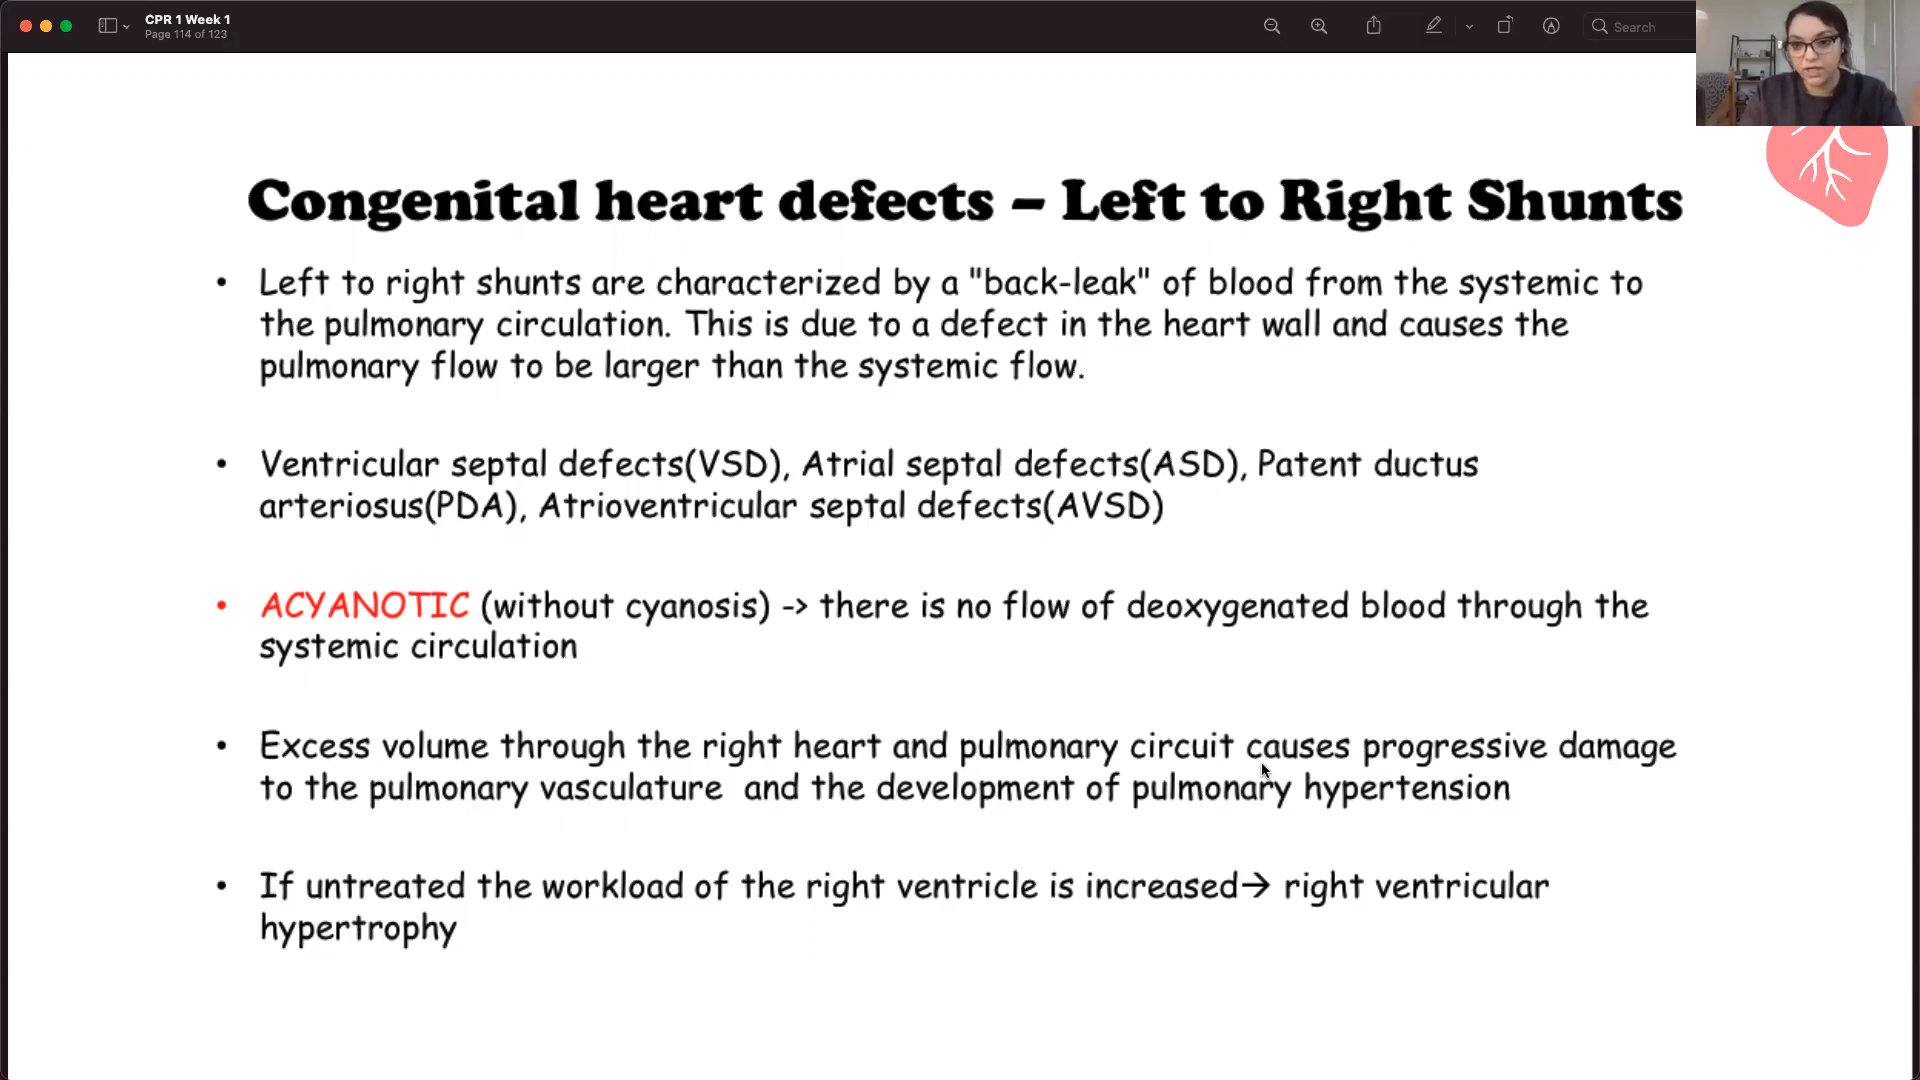 CPR 1 Week 1
Page 114 of 123
Search
Congenital heart defects – Left to Right Shunts
• Left to right shunts are characterized by a "back-leak" of blood from the systemic to
the pulmonary circulation. This is due to a defect in the heart wall and causes the
pulmonary flow to be larger than the systemic flow.
• Ventricular septal defects(VSD), Atrial septal defects(ASD), Patent ductus
arteriosus(PDA), Atrioventricular septal defects(AVSD)
• ACYANOTIC (without cyanosis) -> there is no flow of deoxygenated blood through the
systemic circulation
• Excess volume through the right heart and pulmonary circuit causes progressive damage
to the pulmonary vasculature  and the development of pulmonary hypertension
• If untreated the workload of the right ventricle is increased→ right ventricular
hypertrophy